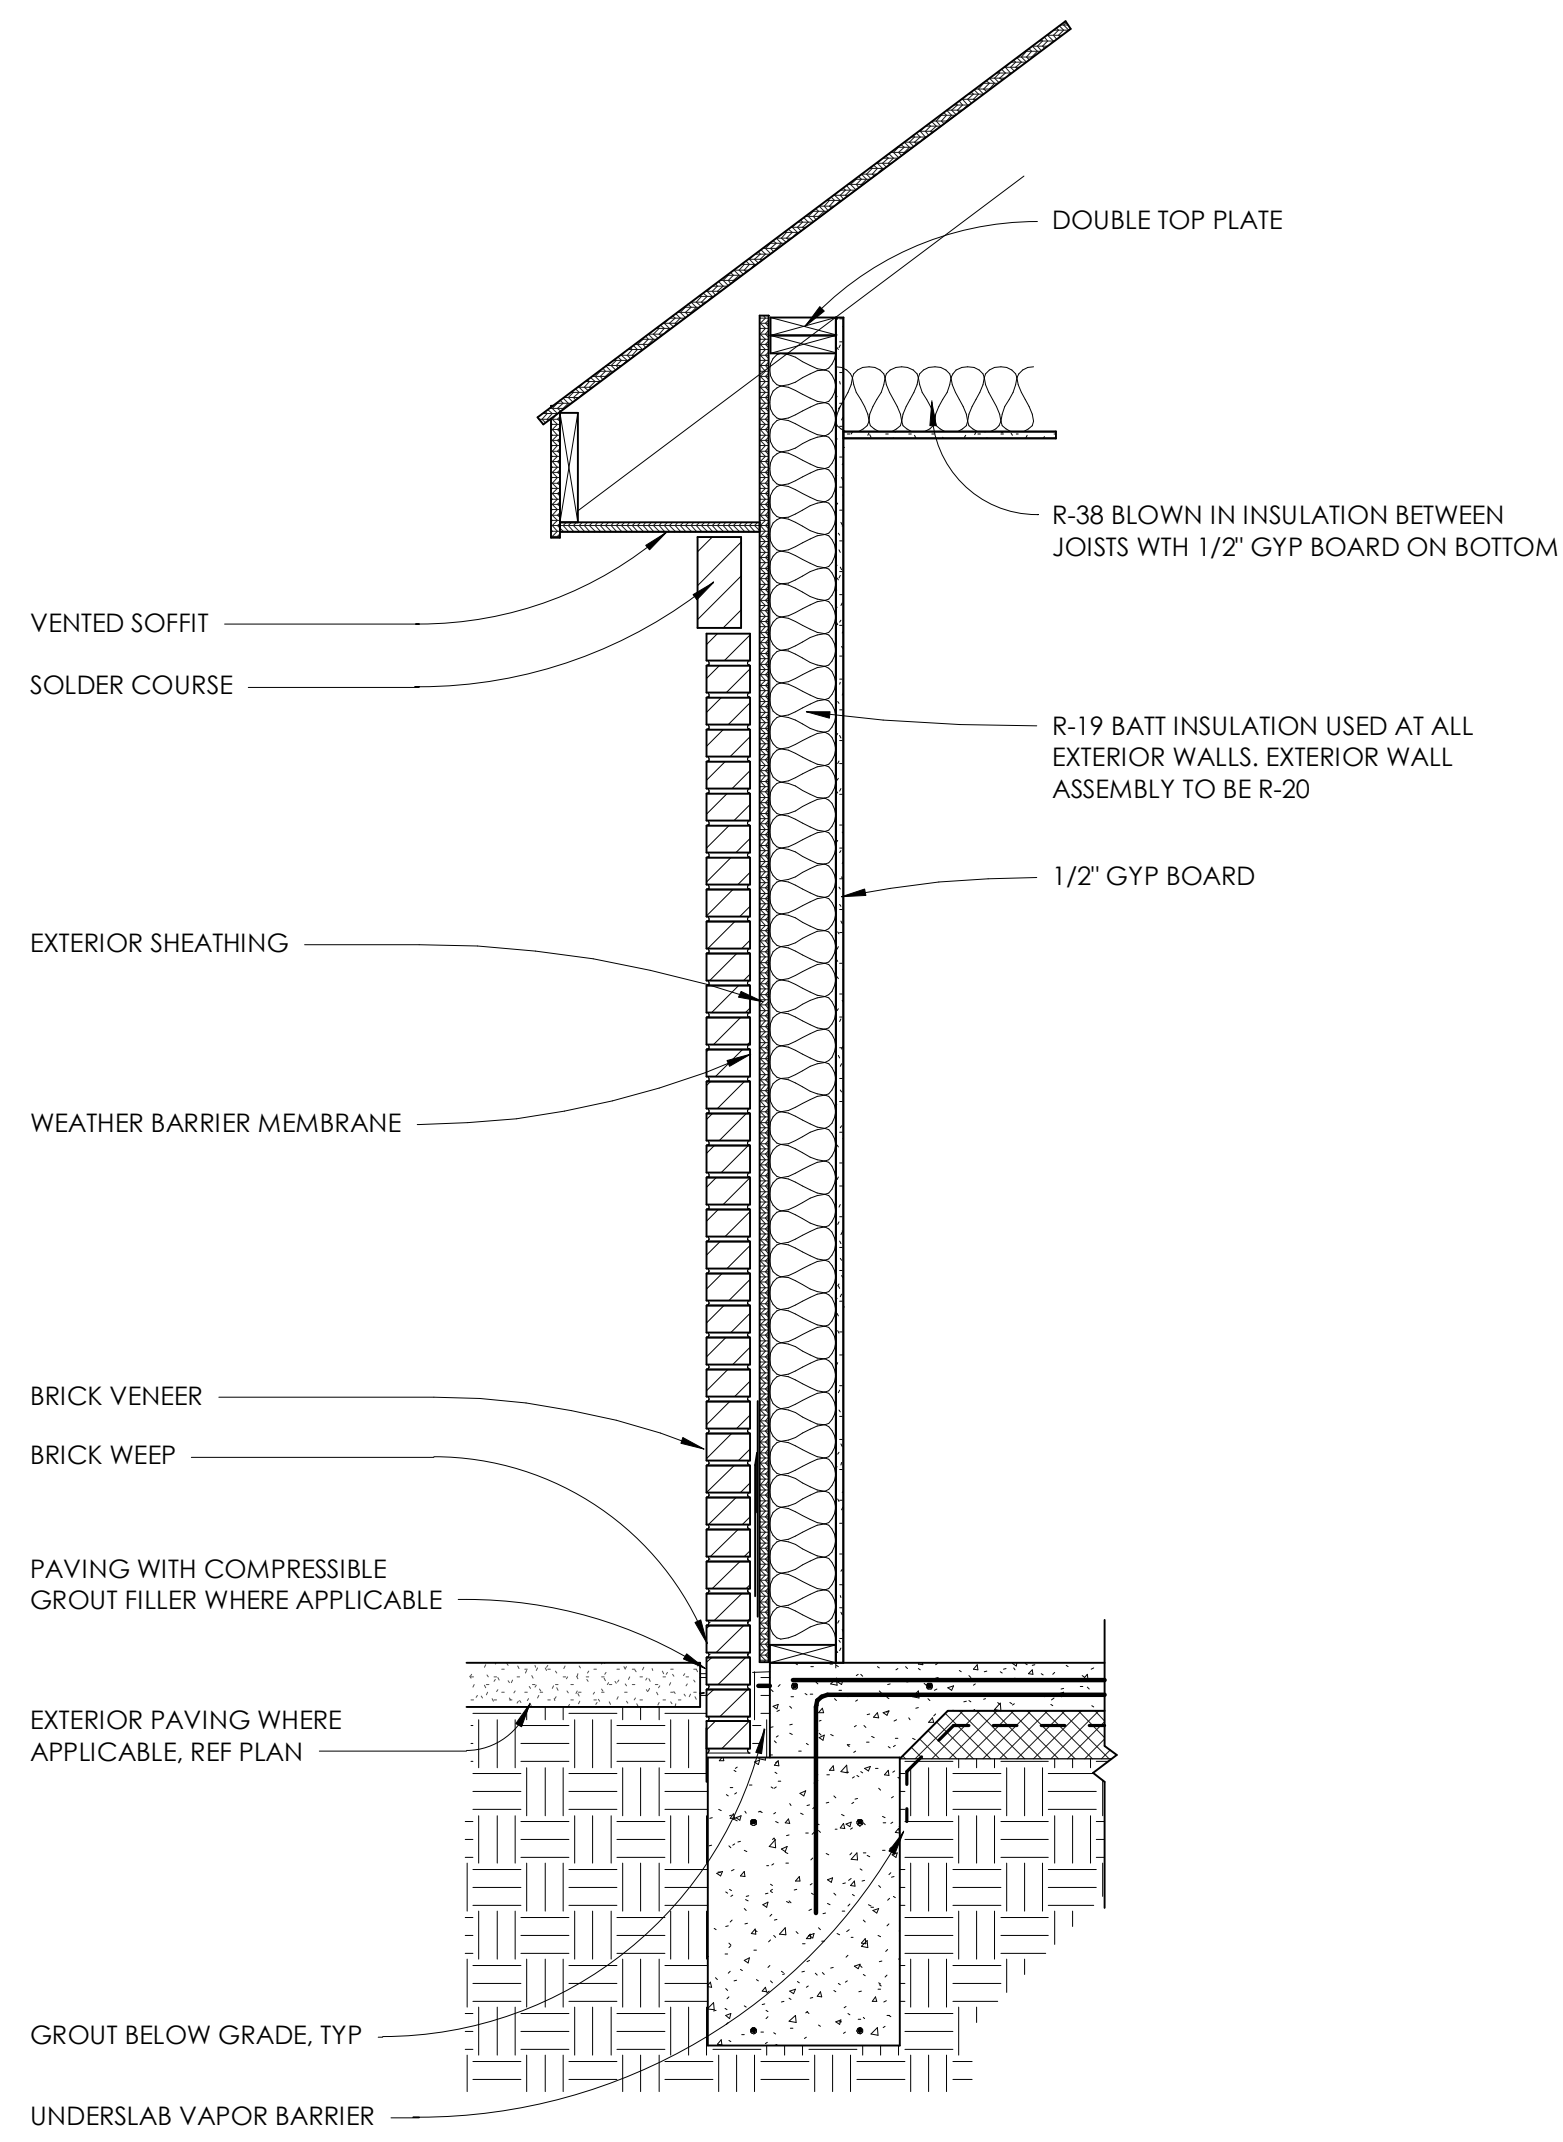 DOUBLE TOP PLATE
R-38 BLOWN IN INSULATION BETWEEN
JOISTS WTH 1/2" GYP BOARD ON BOTTOM
VENTED SOFFIT
SOLDER COURSE
R-19 BATT INSULATION USED AT ALL
EXTERIOR WALLS. EXTERIOR WALL
ASSEMBLY TO BE R-20
1/2" GYP BOARD
EXTERIOR SHEATHING
WEATHER BARRIER MEMBRANE
BRICK VENEER
BRICK WEEP
PAVING WITH COMPRESSIBLE
GROUT FILLER WHERE APPLICABLE
EXTERIOR PAVING WHERE
APPLICABLE, REF PLAN
GROUT BELOW GRADE, TYP
UNDERSLAB VAPOR BARRIER